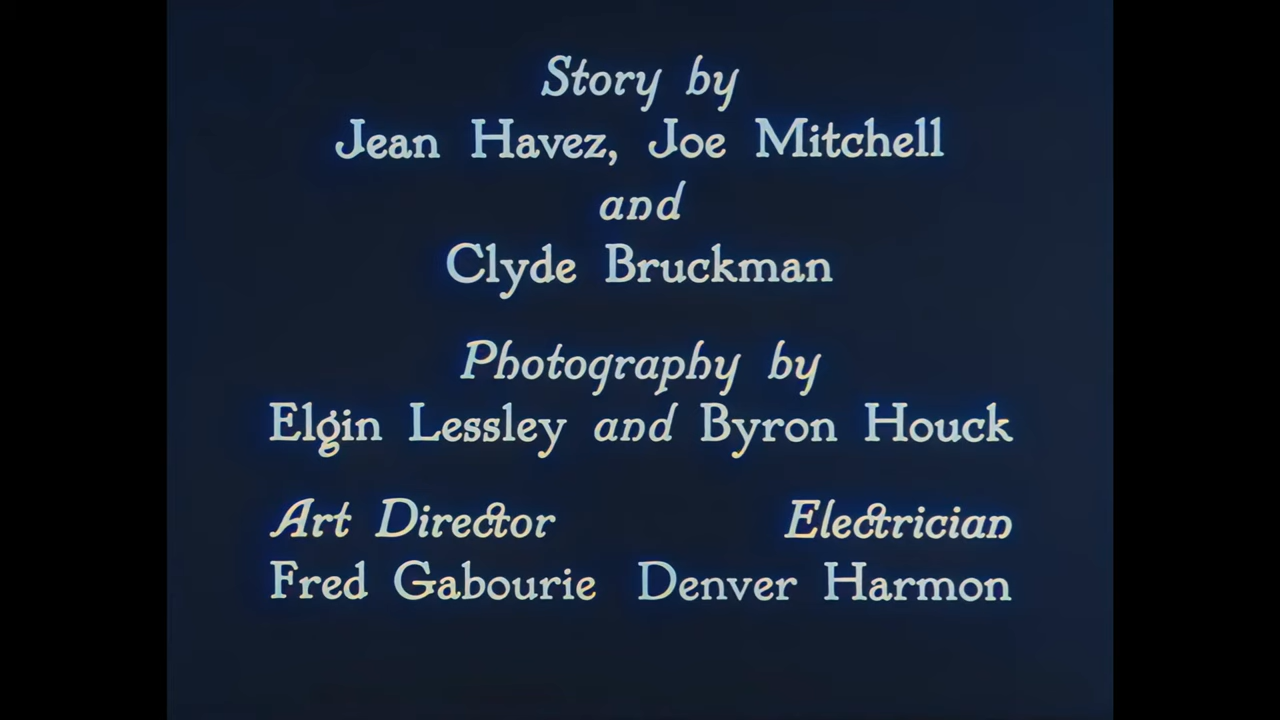 Story by
Jean Havez, Joe Mitchell
and
Clyde Bruckman
Photography by
Elgin Lessley and Byron Houck
Art Director Electrician
Fred Gabourie Denver Harmon